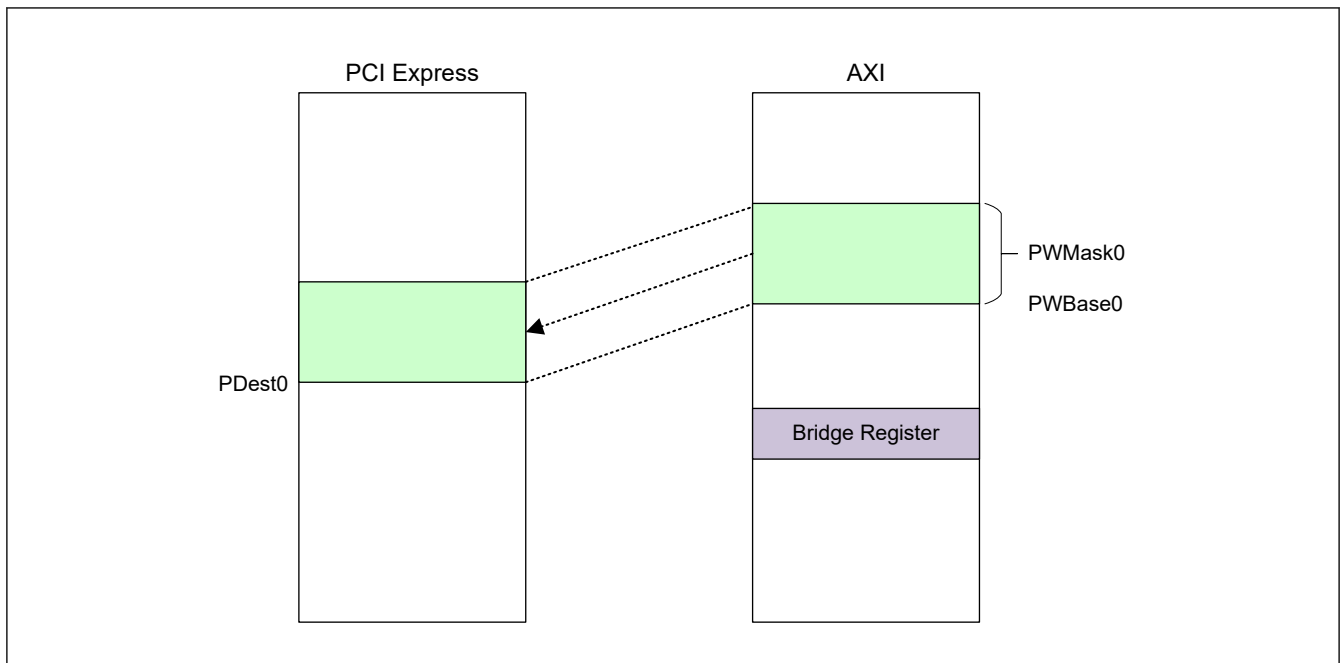 PCI Express
AXI
PWMask0
PWBase0
PDest0
Bridge Register